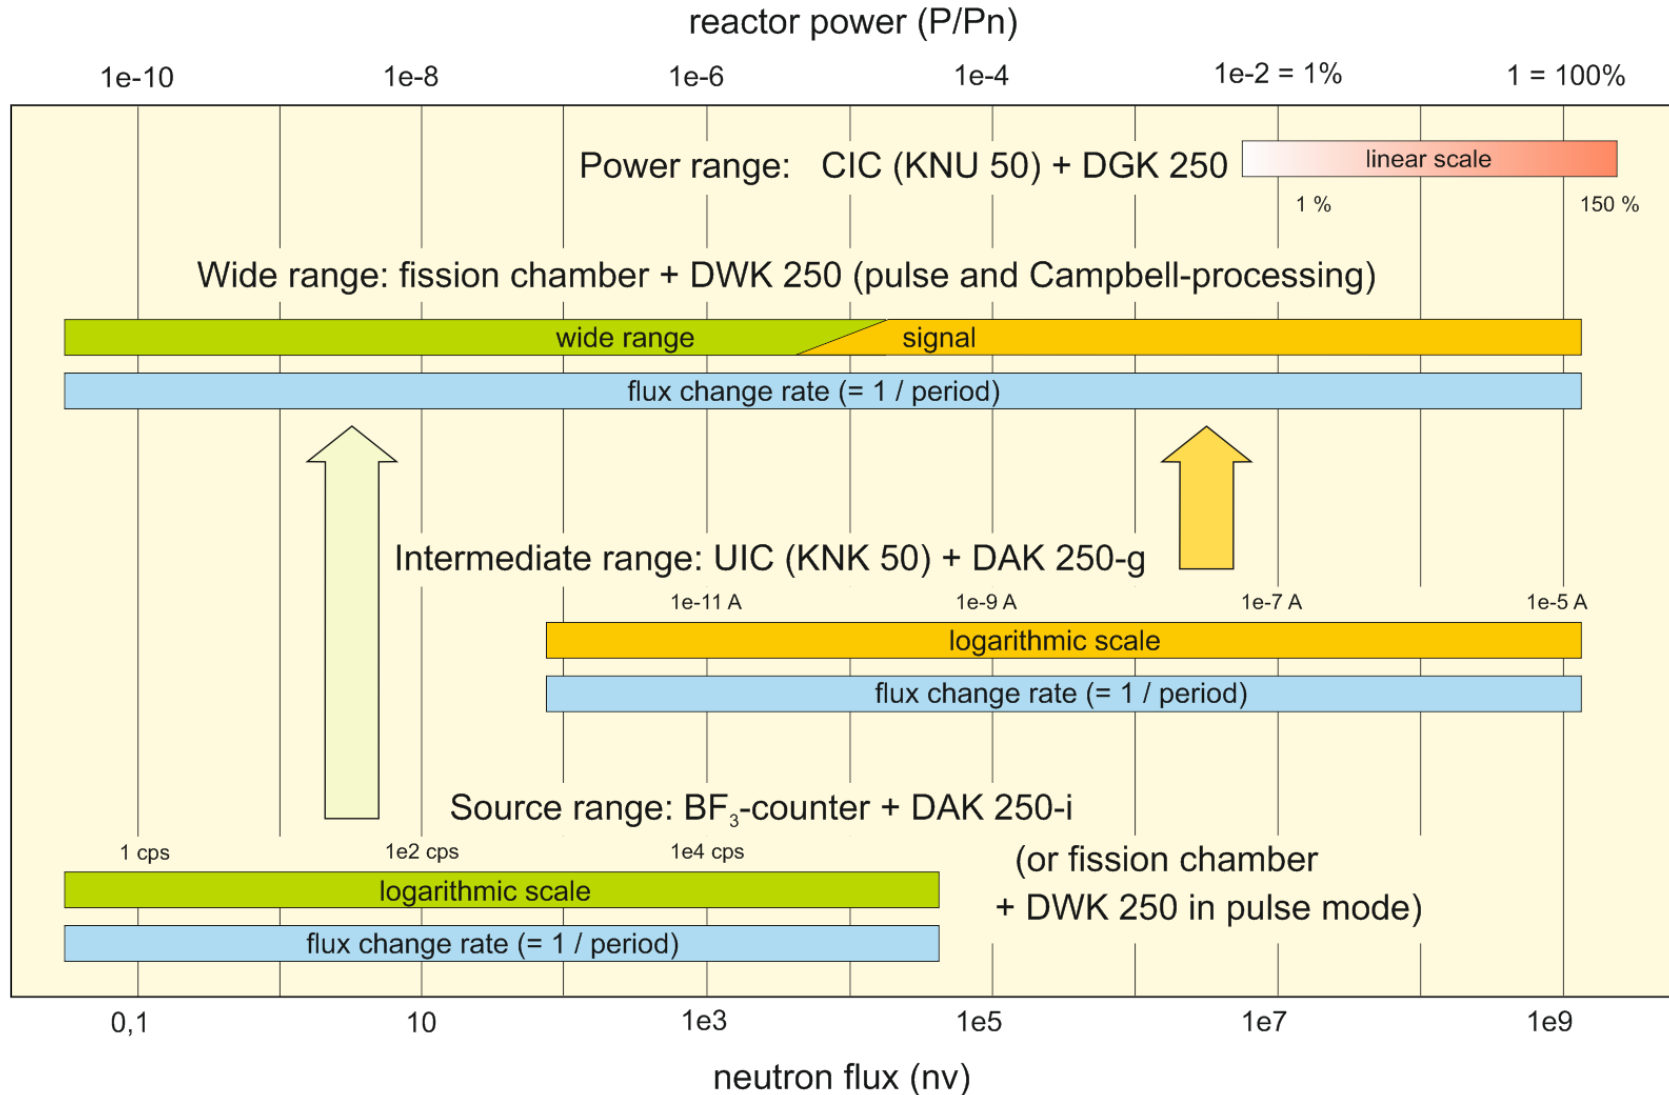 reactor power (P/Pn)
1e-10 1e-8 1e-6 1e-4 1e-2 = 1% 1 = 100%
Power range: CIC (KNU 50) + DGK 250
linear scale
1 % 150 %
Wide range: fission chamber + DWK 250 (pulse and Campbell-processing)
wide range signal
flux change rate (= 1 / period)
Intermediate range: UIC (KNK 50) + DAK 250-g
1e-11 A 1e-9 A 1e-7 A 1e-5 A
logarithmic scale
flux change rate (= 1 / period)
Source range: BF₃-counter + DAK 250-i
1 cps 1e2 cps 1e4 cps
(or fission chamber
+ DWK 250 in pulse mode)
logarithmic scale
flux change rate (= 1 / period)
0,1 10 1e3 1e5 1e7 1e9
neutron flux (nv)